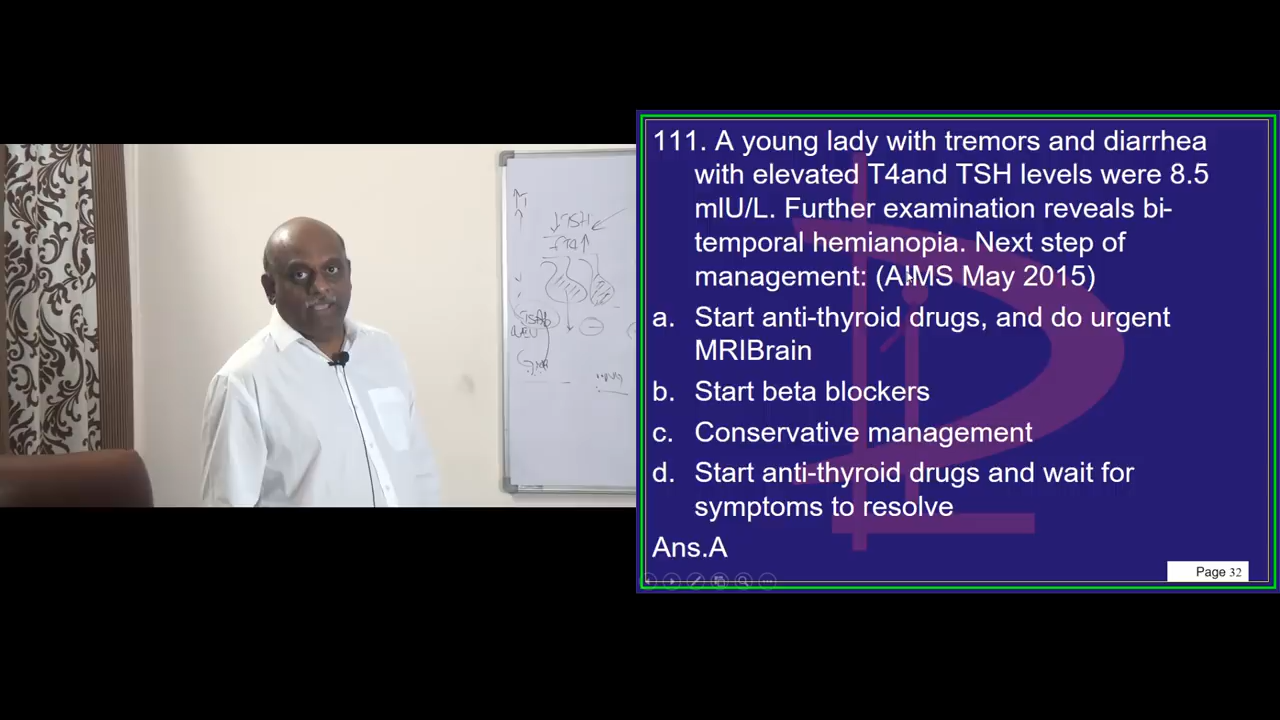 111. A young lady with tremors and diarrhea
with elevated T4and TSH levels were 8.5
mIU/L. Further examination reveals bi-
temporal hemianopia. Next step of
management: (AIMS May 2015)
a. Start anti-thyroid drugs, and do urgent
MRIBrain
b. Start beta blockers
c. Conservative management
d. Start anti-thyroid drugs and wait for
symptoms to resolve
Ans.A
Page 32